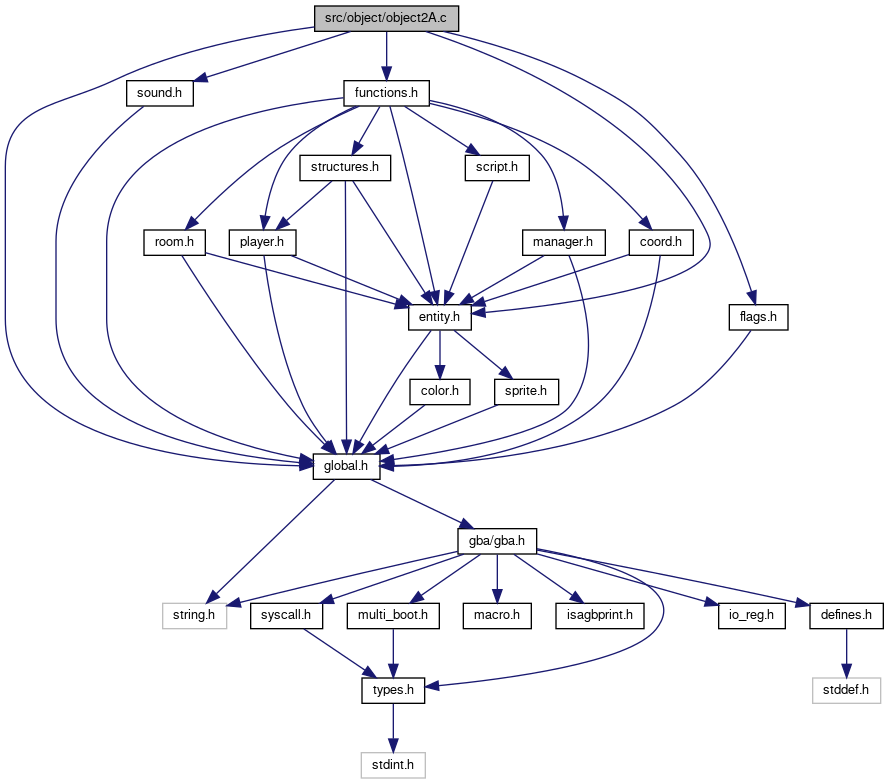 src/object/object2A.c
sound.h
functions.h
structures.h
script.h
room.h
player.h
manager.h
coord.h
entity.h
flags.h
color.h
sprite.h
global.h
gba/gba.h
string.h
syscall.h
multi_boot.h
macro.h
isagbprint.h
io_reg.h
defines.h
types.h
stddef.h
stdint.h